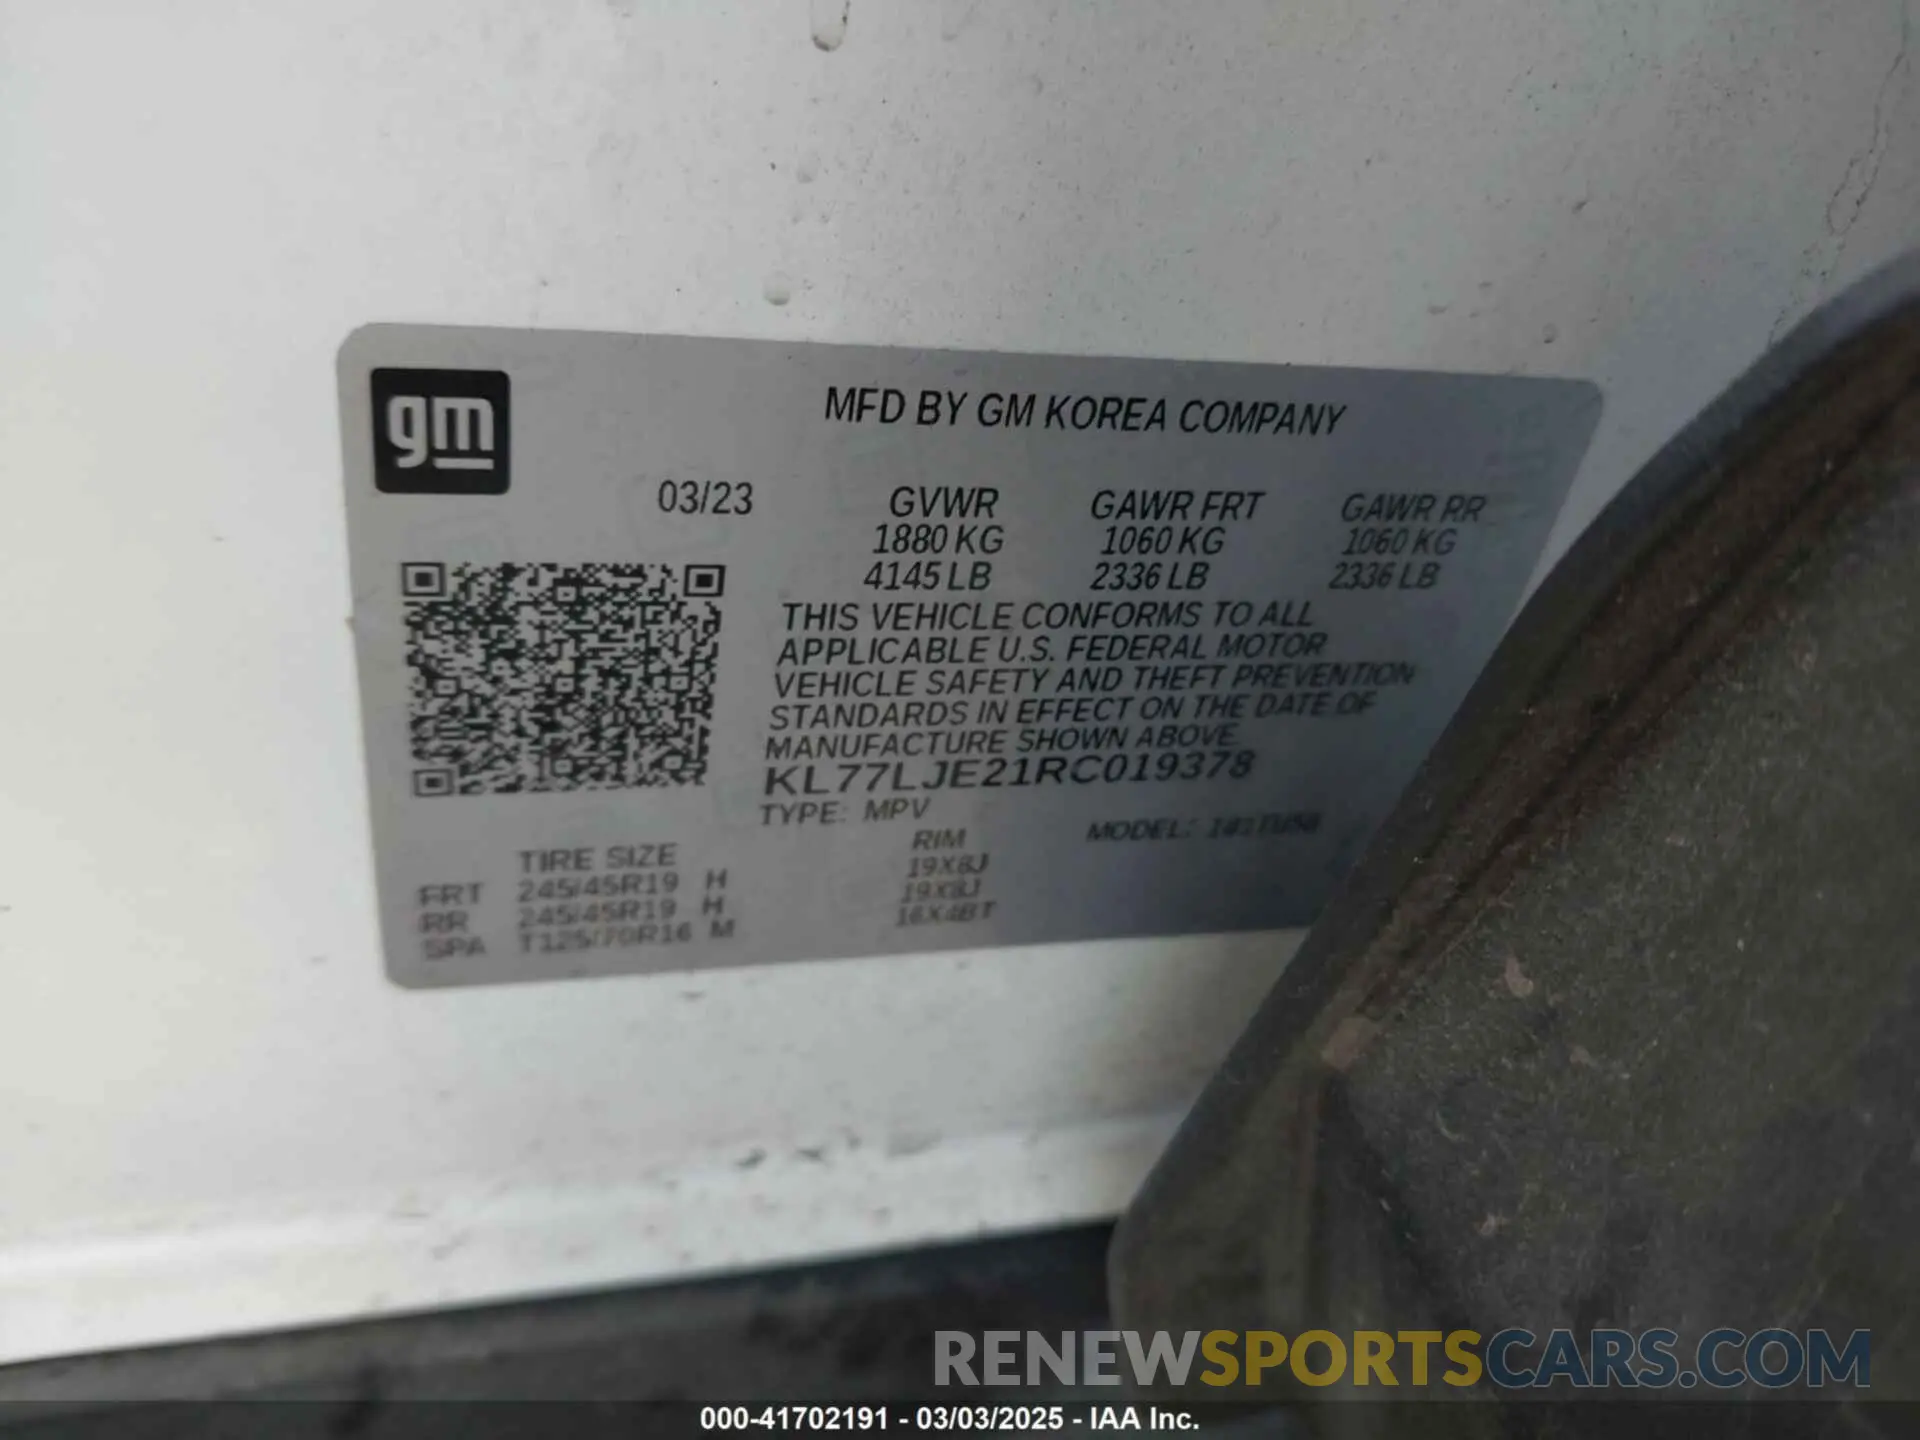 gm
MFD BY GM KOREA COMPANY
03/23
GVWR GAWR FRT GAWR RR
1880 KG 1060 KG 1060 KG
4145 LB 2336 LB 2336 LB
THIS VEHICLE CONFORMS TO ALL
APPLICABLE U.S. FEDERAL MOTOR
VEHICLE SAFETY AND THEFT PREVENTION
STANDARDS IN EFFECT ON THE DATE OF
MANUFACTURE SHOWN ABOVE
KL77LJE21RC019378
TYPE: MPV MODEL:
TIRE SIZE RIM
FRT 245/45R19 H 19X8J
RR 245/45R19 H 19X8J
SPA T125/70R16 M 16X4BT
RENEWSPORTSCARS.COM
000-41702191 - 03/03/2025 - IAA Inc.